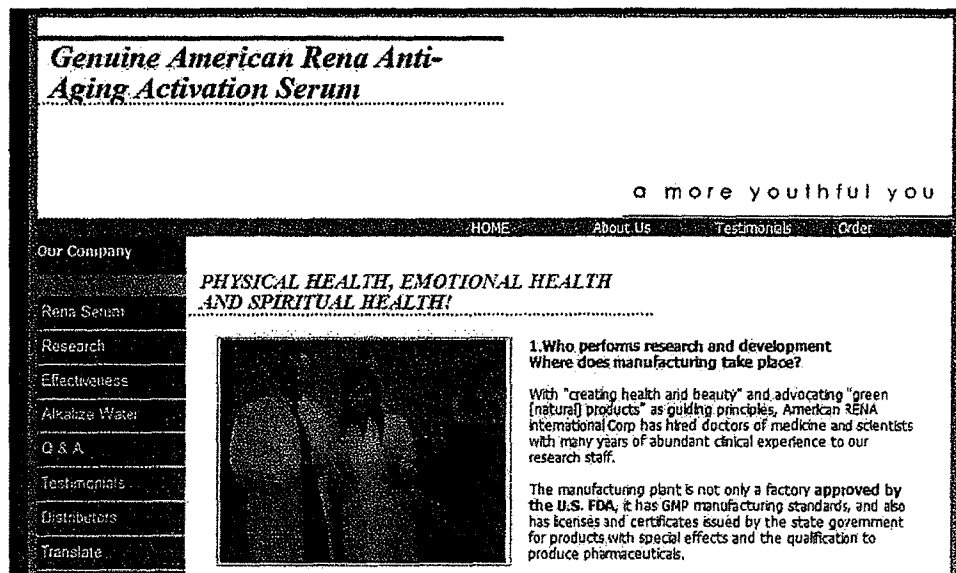 Genuine American Rena Anti-
Aging Activation Serum
a more youthful you
HOME About Us Testimonials Order
Our Company
Rena Serum
Research
Effectiveness
Alkalize Water
Q & A
Testimonials
Distributors
Translate
PHYSICAL HEALTH, EMOTIONAL HEALTH
AND SPIRITUAL HEALTH!
1.Who performs research and development
Where does manufacturing take place?
With "creating health and beauty" and advocating "green
[natural] products" as guiding principles, American RENA
International Corp has hired doctors of medicine and scientists
with many years of abundant clinical experience to our
research staff.
The manufacturing plant is not only a factory approved by
the U.S. FDA, it has GMP manufacturing standards, and also
has licenses and certificates issued by the state government
for products with special effects and the qualification to
produce pharmaceuticals.